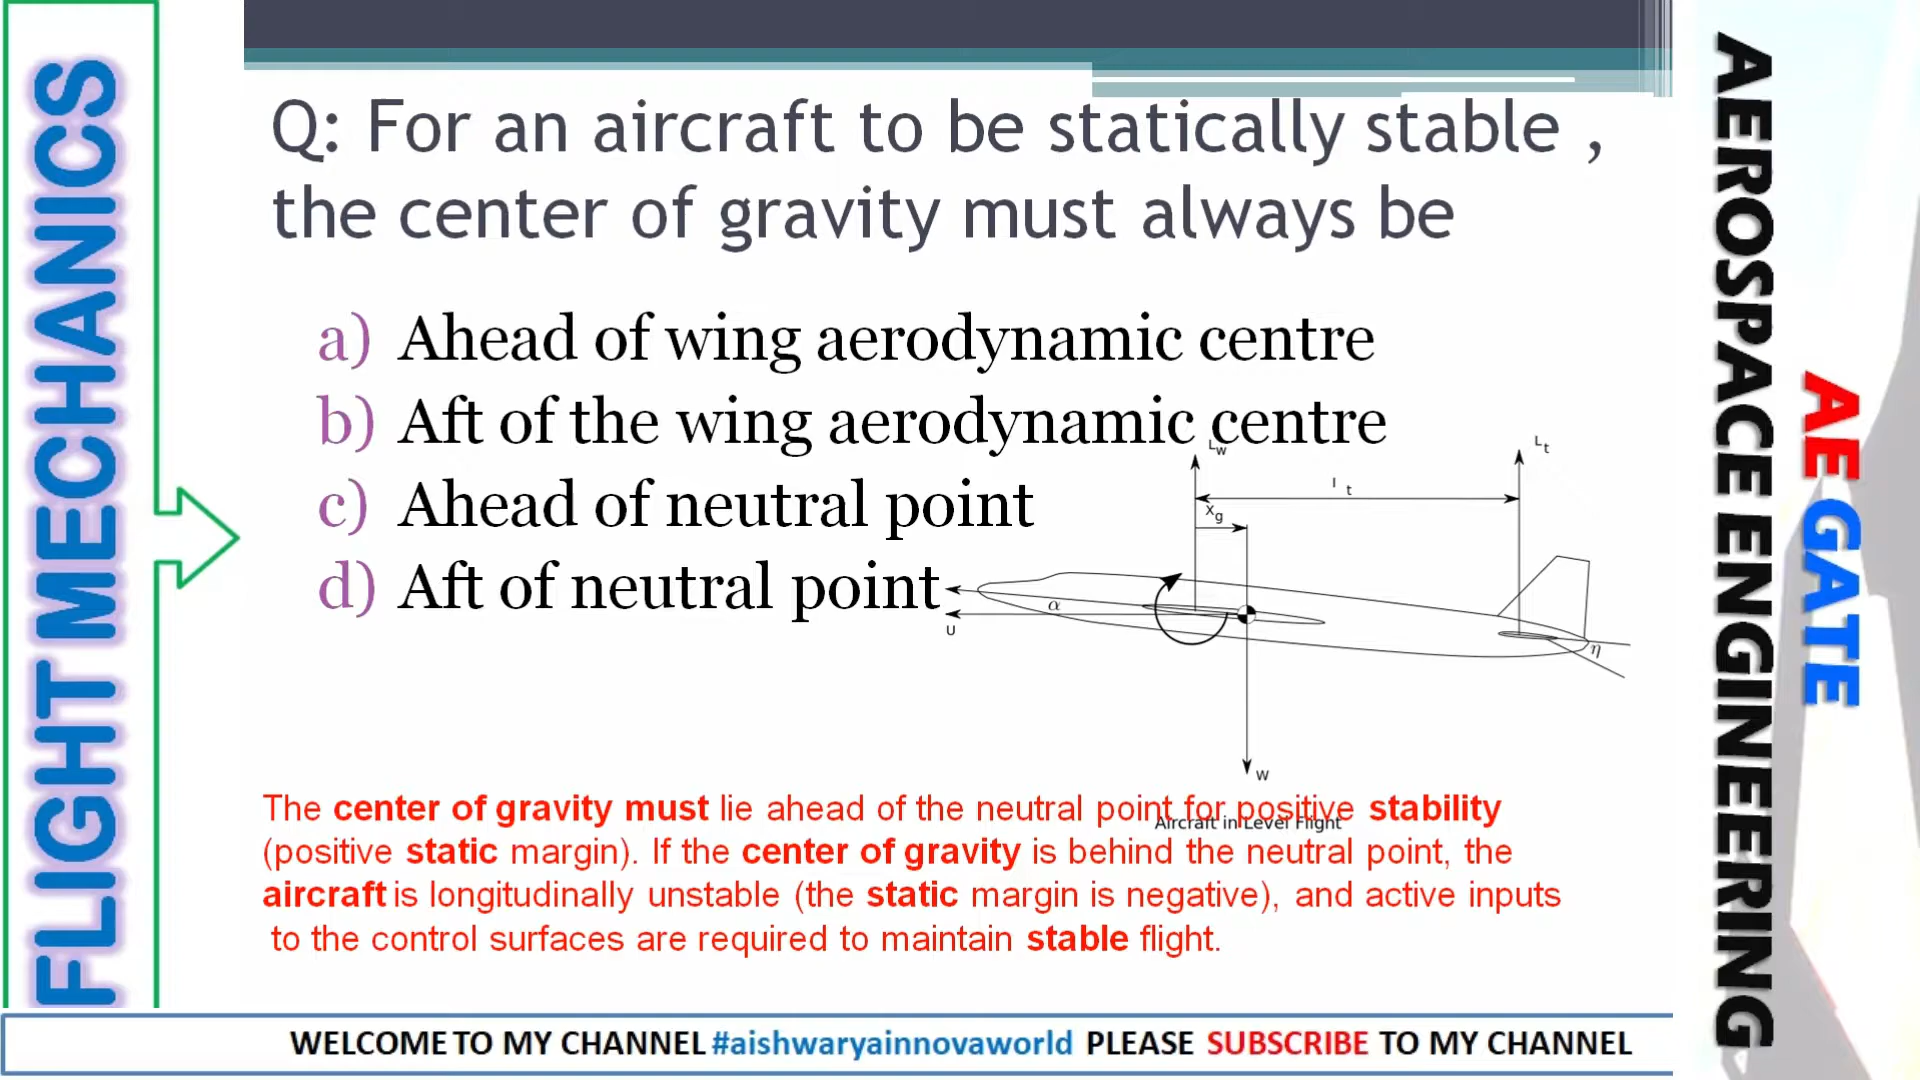 FLIGHT MECHANICS
Q: For an aircraft to be statically stable ,
the center of gravity must always be
a) Ahead of wing aerodynamic centre
b) Aft of the wing aerodynamic centre
c) Ahead of neutral point
d) Aft of neutral point
Lw
Lt
l t
xg
α
U
η
W
Aircraft in Level Flight
The center of gravity must lie ahead of the neutral point for positive stability
(positive static margin). If the center of gravity is behind the neutral point, the
aircraft is longitudinally unstable (the static margin is negative), and active inputs
to the control surfaces are required to maintain stable flight.
WELCOME TO MY CHANNEL #aishwaryainnovaworld PLEASE SUBSCRIBE TO MY CHANNEL
AEROSPACE ENGINEERING
AE GATE